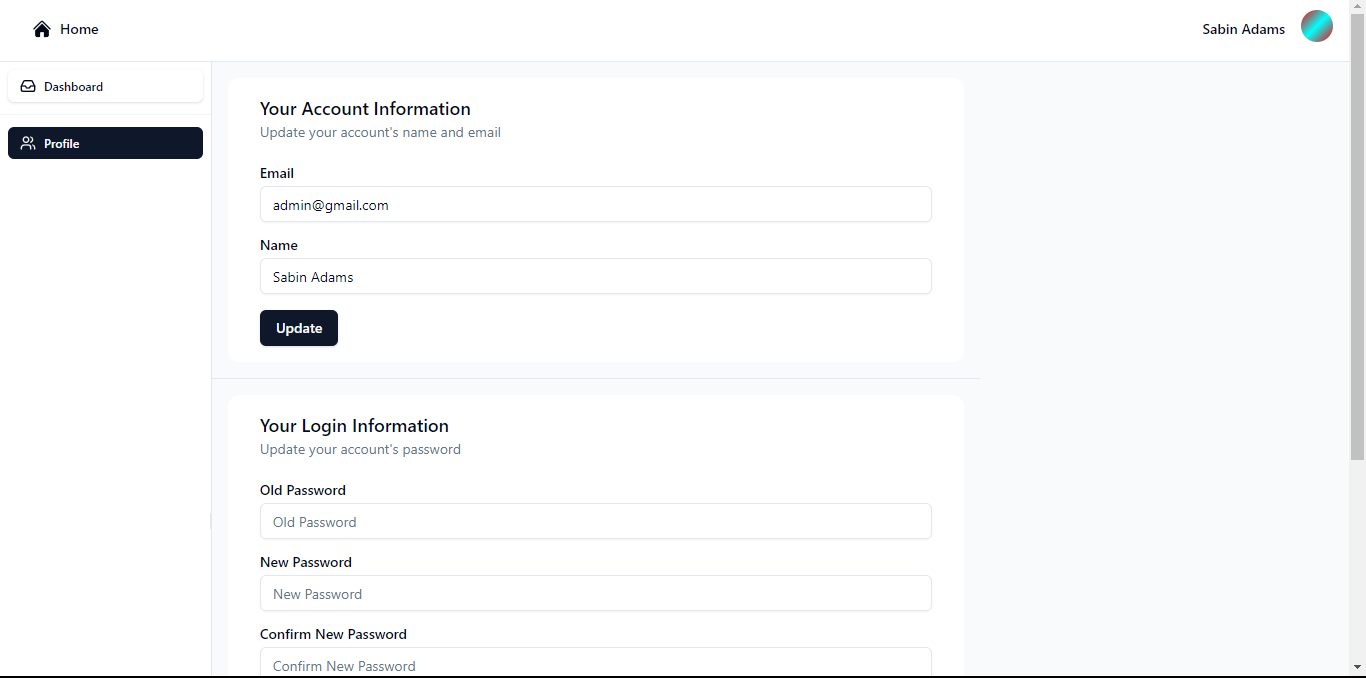 Home
Sabin Adams
Dashboard
Profile
Your Account Information
Update your account's name and email
Email
admin@gmail.com
Name
Sabin Adams
Update
Your Login Information
Update your account's password
Old Password
Old Password
New Password
New Password
Confirm New Password
Confirm New Password